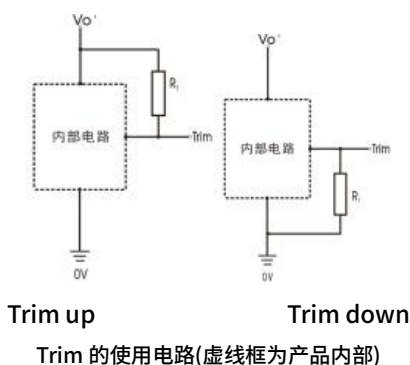 Vo+
Vo+
R₁
内部电路
Trim
内部电路
Trim
R₁
0V
0V
Trim up
Trim down
Trim 的使用电路(虚线框为产品内部)